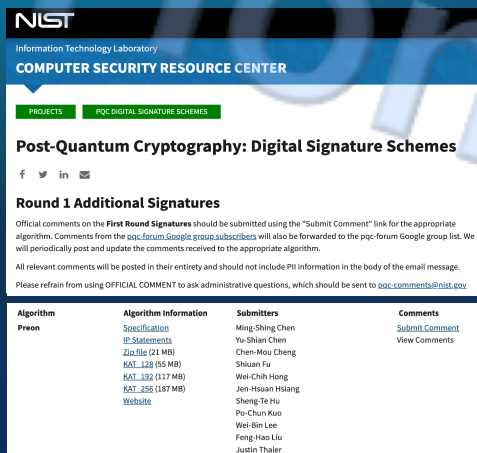 NIST
Information Technology Laboratory
COMPUTER SECURITY RESOURCE CENTER
PROJECTS PQC DIGITAL SIGNATURE SCHEMES
Post-Quantum Cryptography: Digital Signature Schemes
Round 1 Additional Signatures
Official comments on the First Round Signatures should be submitted using the "Submit Comment" link for the appropriate
algorithm. Comments from the pqc-forum Google group subscribers will also be forwarded to the pqc-forum Google group list. We
will periodically post and update the comments received to the appropriate algorithm.
All relevant comments will be posted in their entirety and should not include PII information in the body of the email message.
Please refrain from using OFFICIAL COMMENT to ask administrative questions, which should be sent to pqc-comments@nist.gov
Algorithm Algorithm Information Submitters Comments
Preon Specification Ming-Shing Chen Submit Comment
IP Statements Yu-Shian Chen View Comments
Zip file (21 MB) Chen-Mou Cheng
KAT_128 (55 MB) Shiuan Fu
KAT_192 (117 MB) Wei-Chih Hong
KAT_256 (187 MB) Jen-Hsuan Hsiang
Website Sheng-Te Hu
Po-Chun Kuo
Wei-Bin Lee
Feng-Hao Liu
Justin Thaler